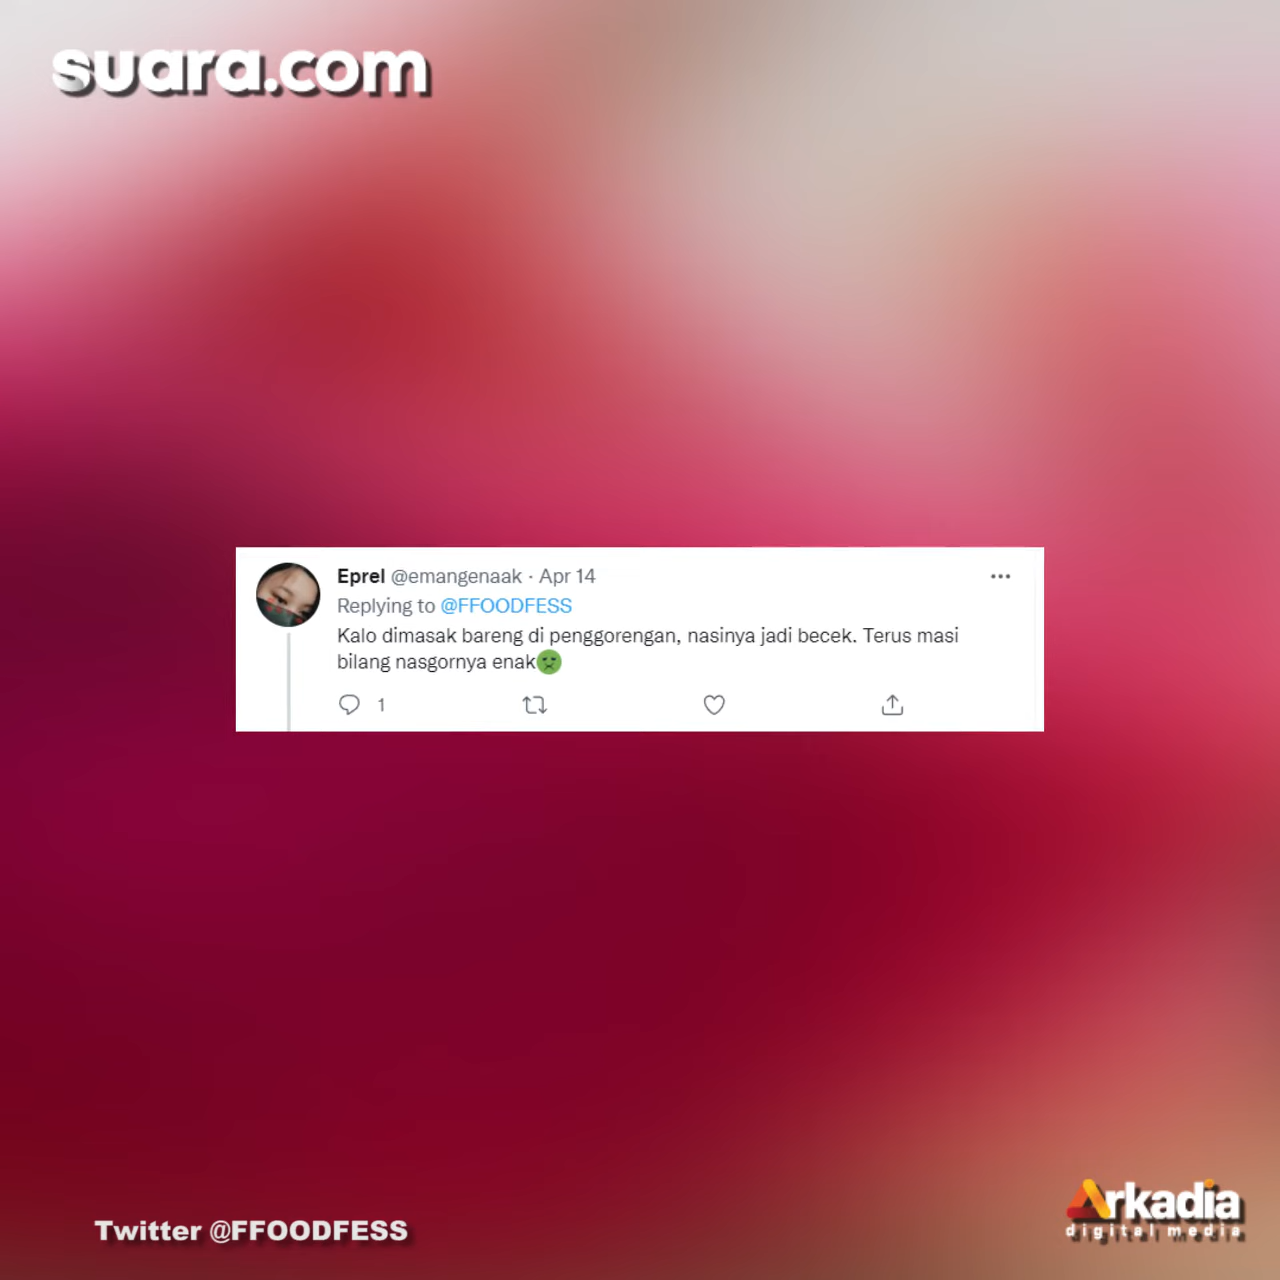 suara.com
Eprel @emangenaak · Apr 14
Replying to @FFOODFESS
Kalo dimasak bareng di penggorengan, nasinya jadi becek. Terus masi
bilang nasgornya enak🤢
1
Twitter @FFOODFESS
Arkadia
digital media